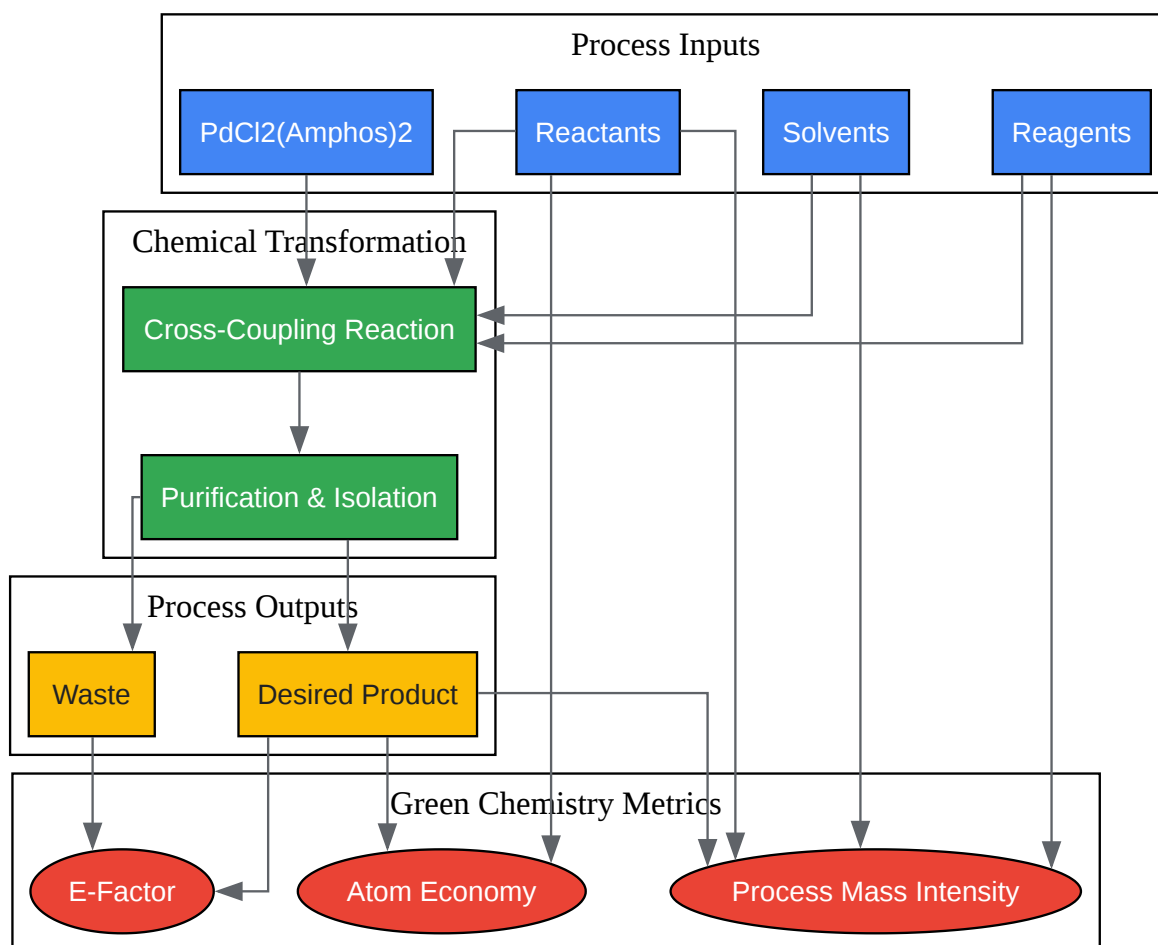 Process Inputs
PdCl2(Amphos)2
Reactants
Solvents
Reagents
Chemical Transformation
Cross-Coupling Reaction
Purification & Isolation
Process Outputs
Waste
Desired Product
Green Chemistry Metrics
E-Factor
Atom Economy
Process Mass Intensity